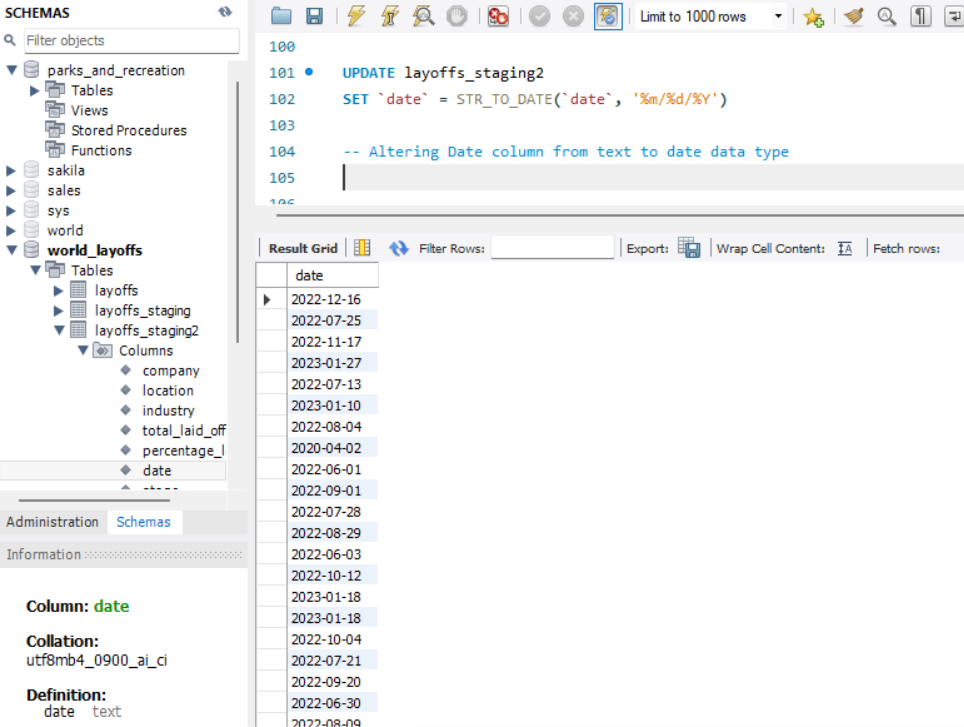 SCHEMAS
Filter objects
parks_and_recreation
Tables
Views
Stored Procedures
Functions
sakila
sales
sys
world
world_layoffs
Tables
layoffs
layoffs_staging
layoffs_staging2
Columns
company
location
industry
total_laid_off
percentage_l
date
Administration Schemas
Information
Column: date
Collation:
utf8mb4_0900_ai_ci
Definition:
date text
Limit to 1000 rows
100
101 UPDATE layoffs_staging2
102 SET `date` = STR_TO_DATE(`date`, '%m/%d/%Y')
103
104 -- Altering Date column from text to date data type
105
106
Result Grid Filter Rows: Export: Wrap Cell Content: Fetch rows:
date
2022-12-16
2022-07-25
2022-11-17
2023-01-27
2022-07-13
2023-01-10
2022-08-04
2020-04-02
2022-06-01
2022-09-01
2022-07-28
2022-08-29
2022-06-03
2022-10-12
2023-01-18
2023-01-18
2022-10-04
2022-07-21
2022-09-20
2022-06-30
2022-08-09